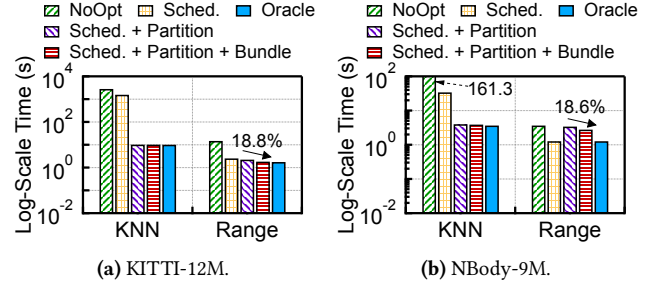 NoOpt Sched. Oracle
Sched. + Partition
Sched. + Partition + Bundle
Log-Scale Time (s)
10^4
10^2
10^0
10^-2
18.8%
KNN Range
(a) KITTI-12M.
NoOpt Sched. Oracle
Sched. + Partition
Sched. + Partition + Bundle
Log-Scale Time (s)
10^2
10^0
10^-2
161.3
18.6%
KNN Range
(b) NBody-9M.